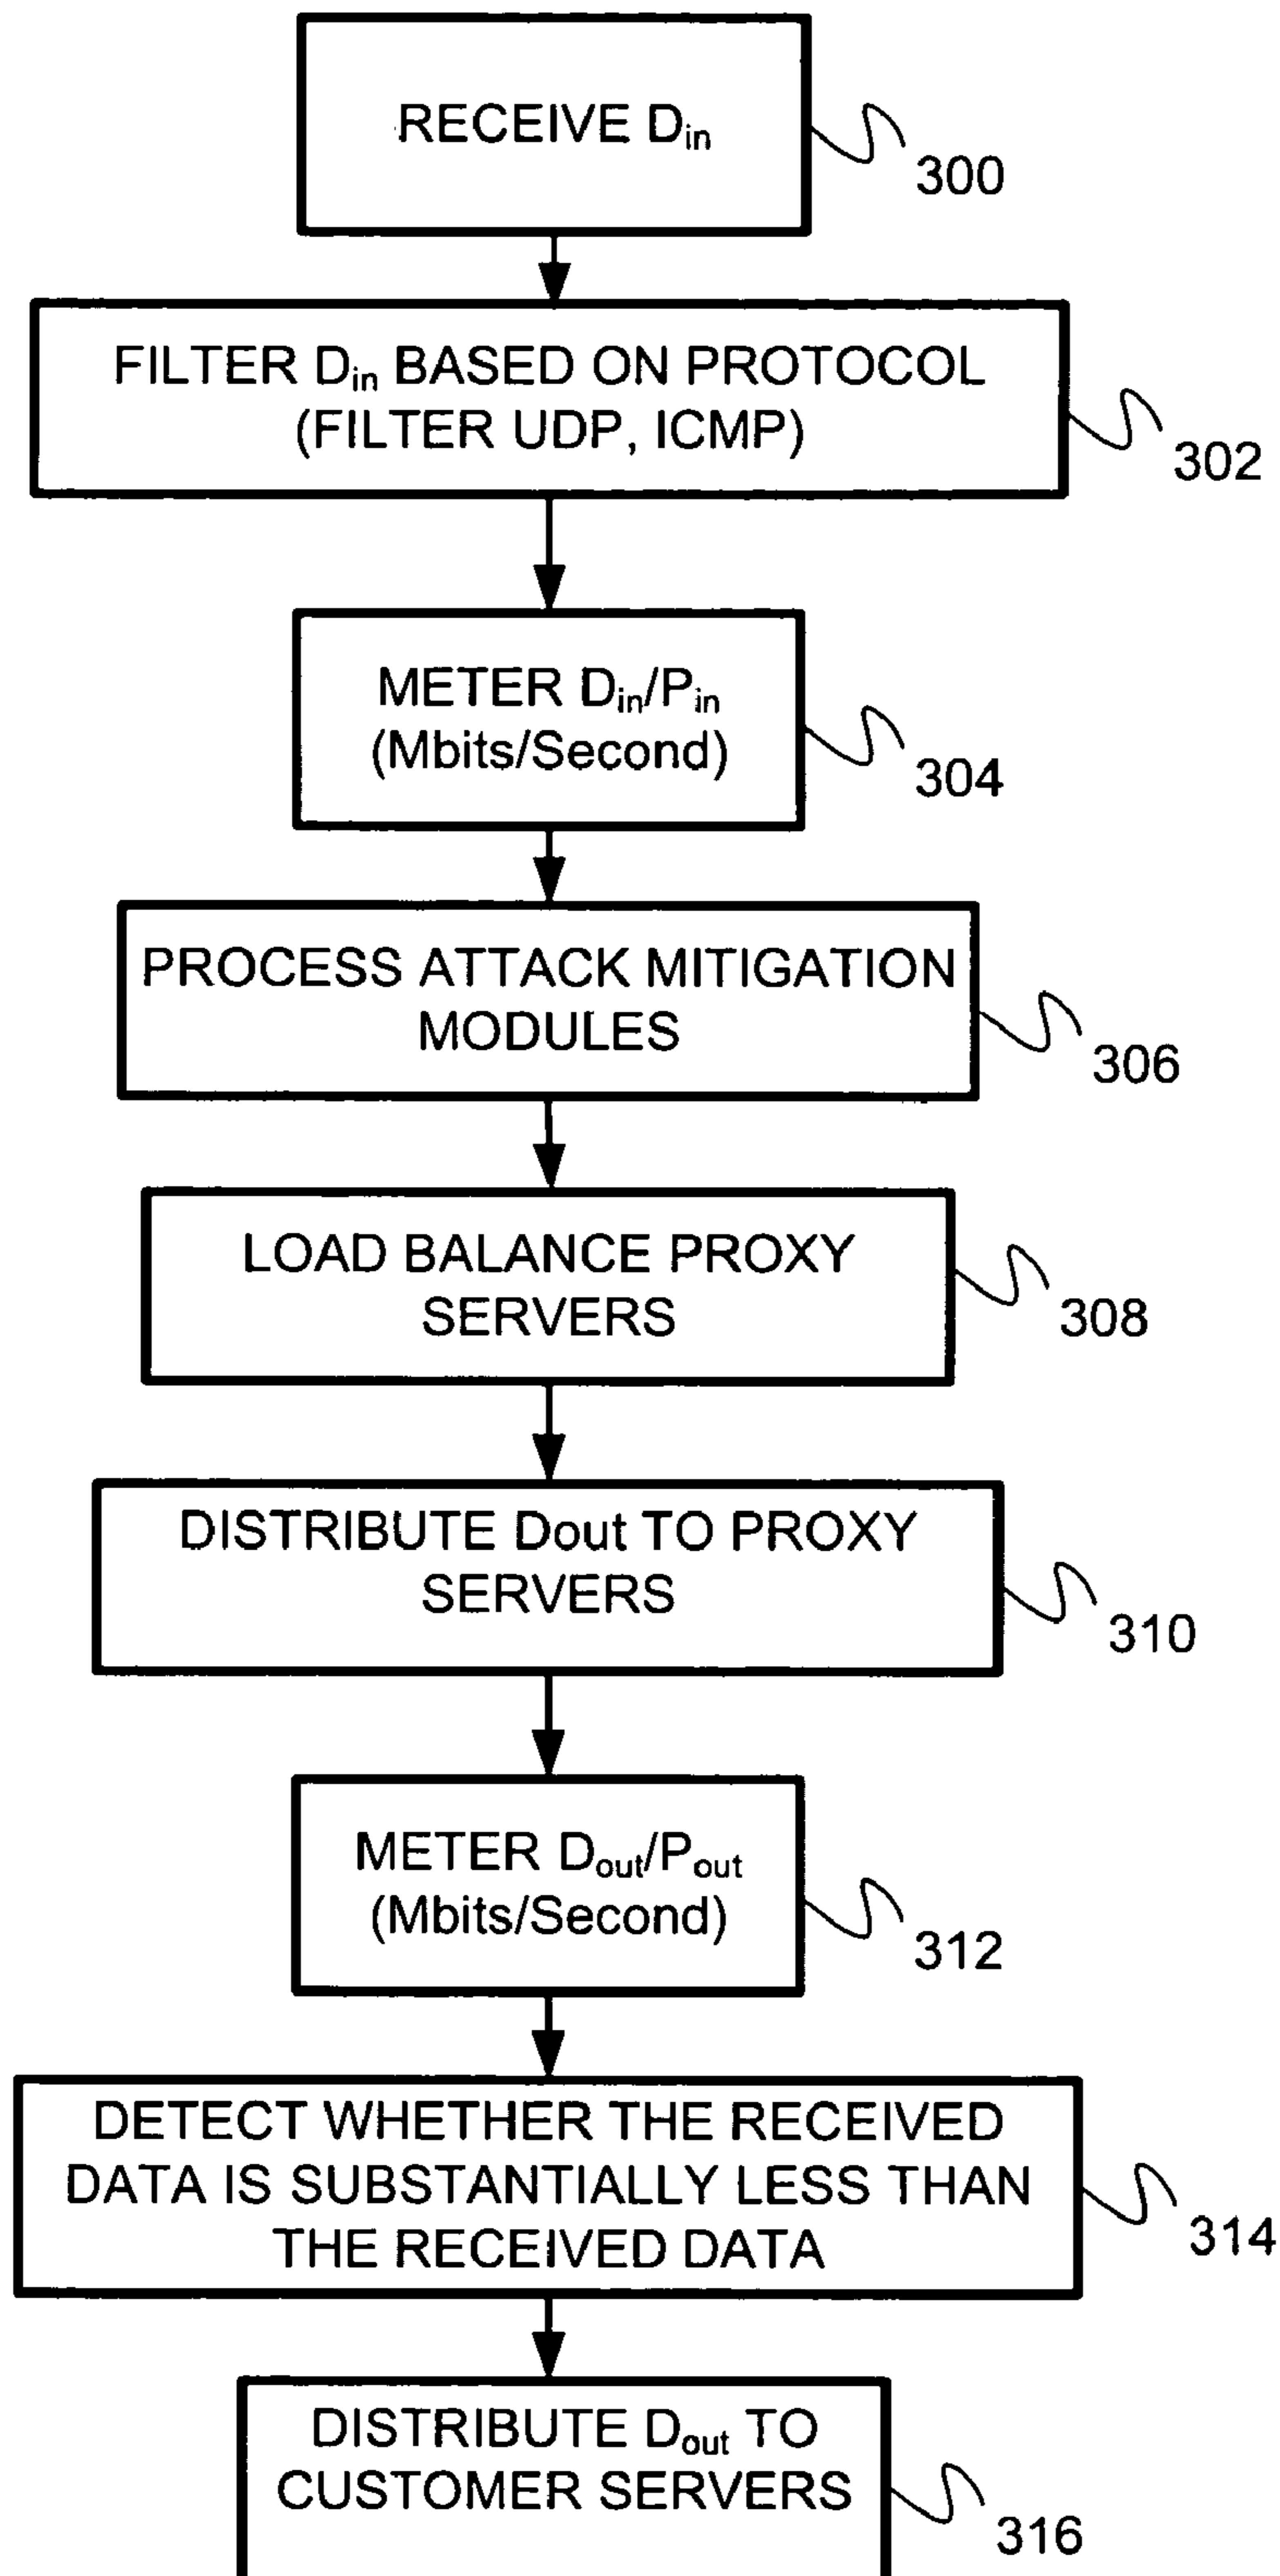 RECEIVE Din
300
FILTER Din BASED ON PROTOCOL
(FILTER UDP, ICMP)
302
METER Din/Pin
(Mbits/Second)
304
PROCESS ATTACK MITIGATION
MODULES
306
LOAD BALANCE PROXY
SERVERS
308
DISTRIBUTE Dout TO PROXY
SERVERS
310
METER Dout/Pout
(Mbits/Second)
312
DETECT WHETHER THE RECEIVED
DATA IS SUBSTANTIALLY LESS THAN
THE RECEIVED DATA
314
DISTRIBUTE Dout TO
CUSTOMER SERVERS
316